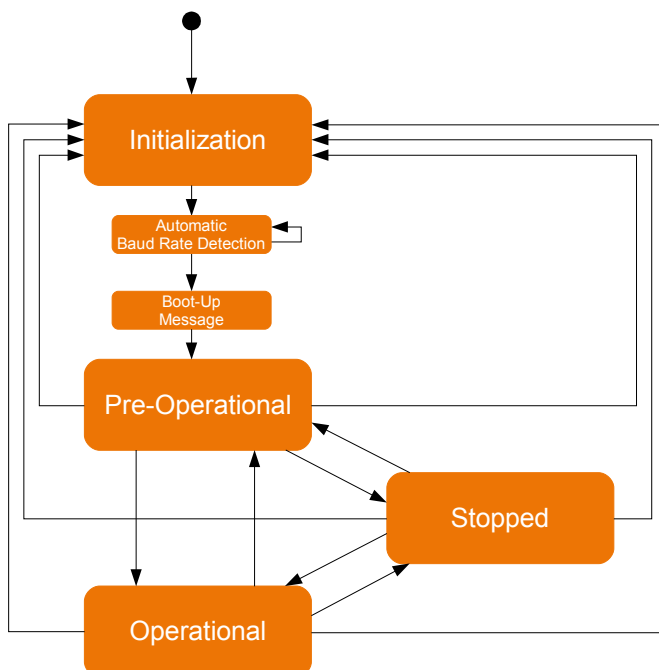 Initialization
Automatic
Baud Rate Detection
Boot-Up
Message
Pre-Operational
Stopped
Operational